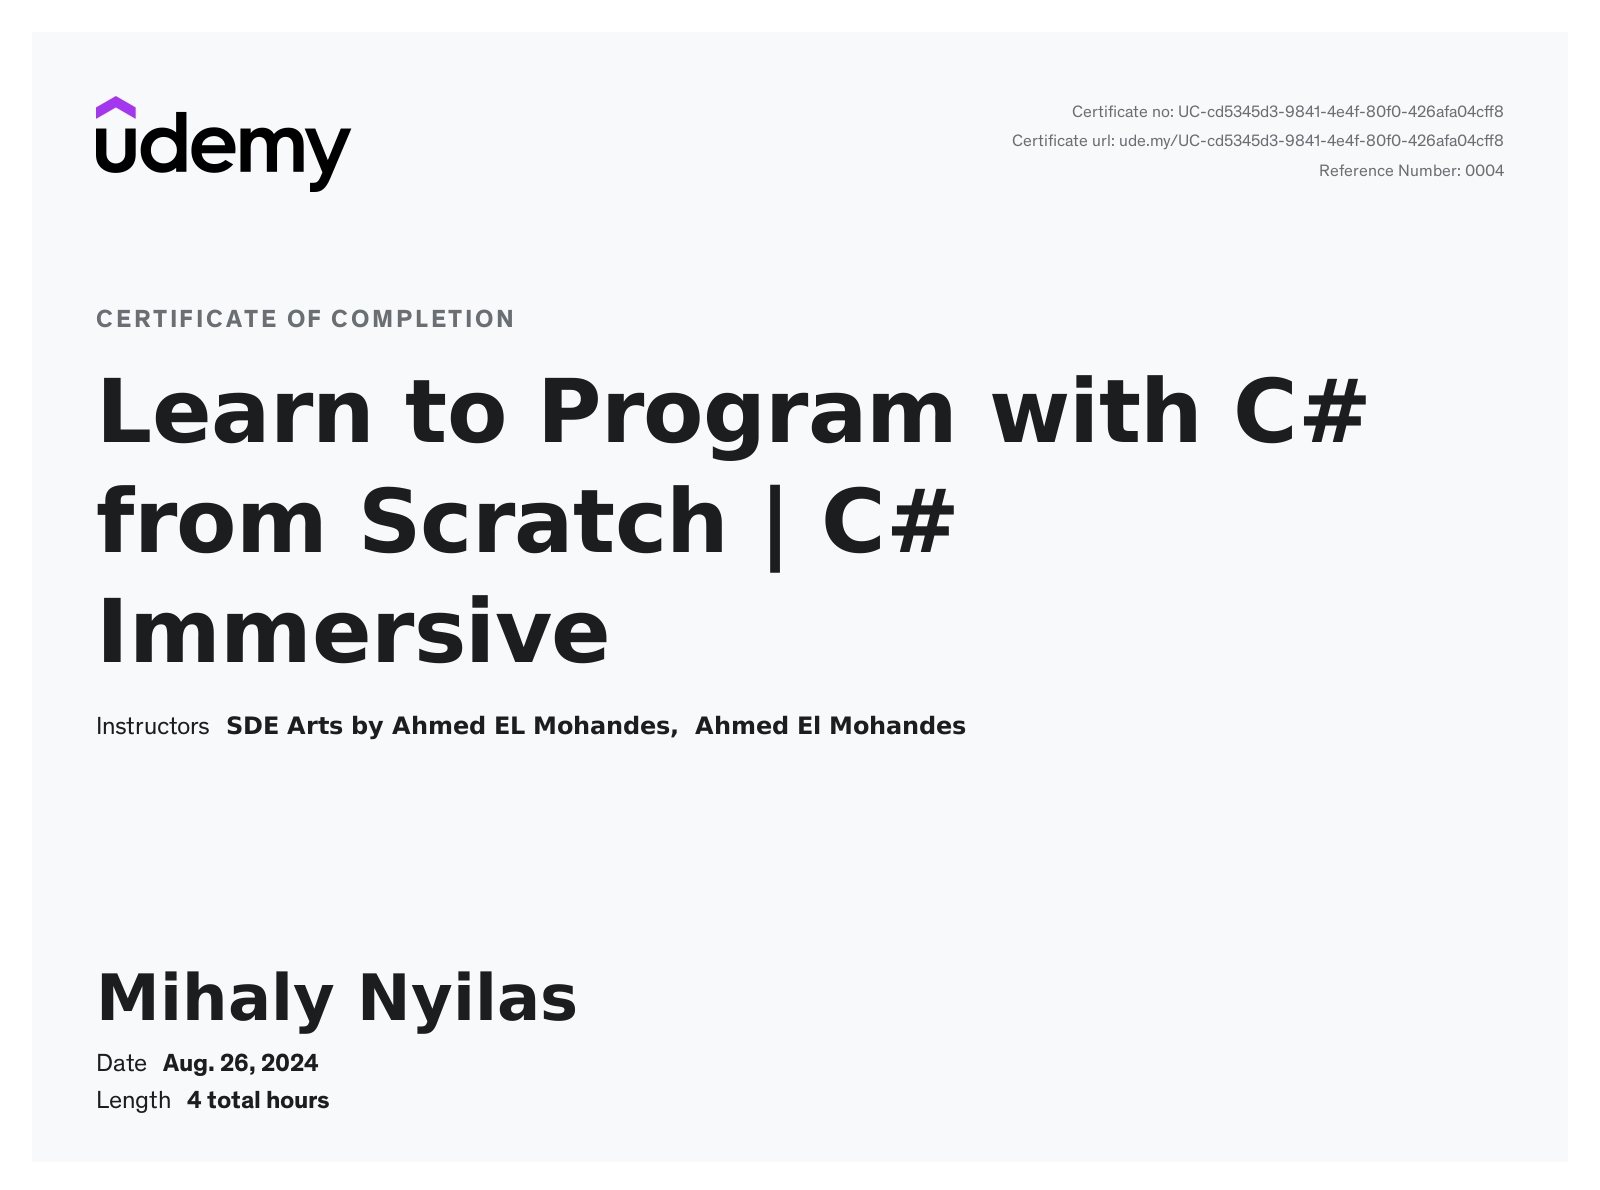 udemy
Certificate no: UC-cd5345d3-9841-4e4f-80f0-426afa04cff8
Certificate url: ude.my/UC-cd5345d3-9841-4e4f-80f0-426afa04cff8
Reference Number: 0004
CERTIFICATE OF COMPLETION
Learn to Program with C#
from Scratch | C#
Immersive
Instructors SDE Arts by Ahmed EL Mohandes, Ahmed El Mohandes
Mihaly Nyilas
Date Aug. 26, 2024
Length 4 total hours